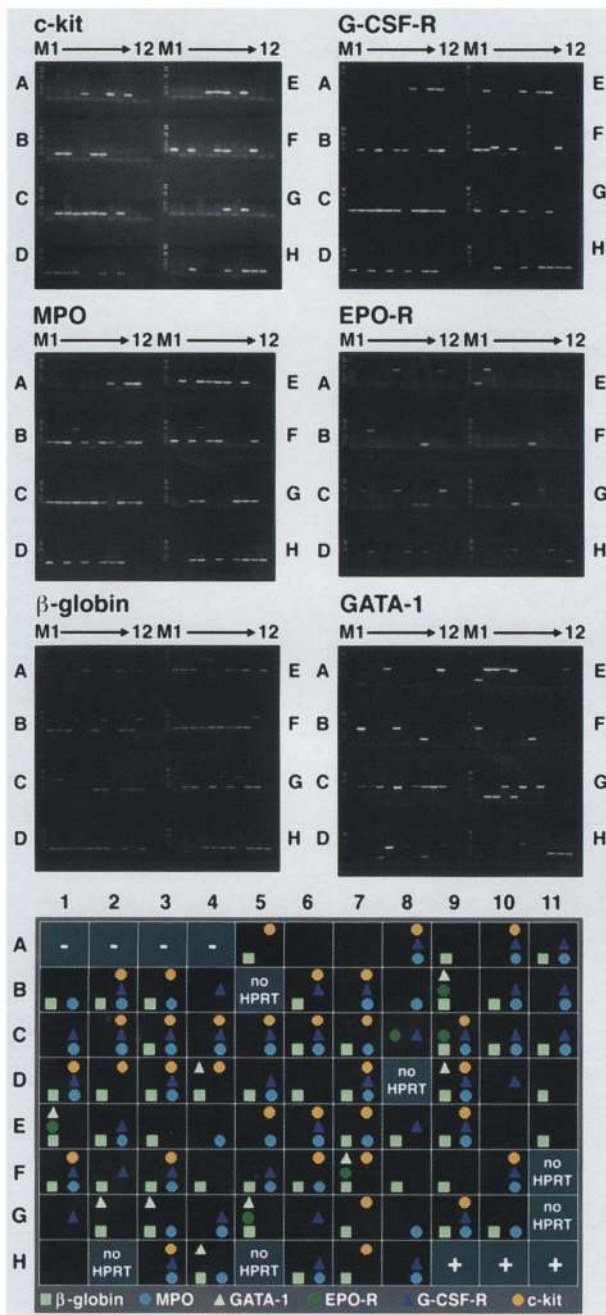 c-kit G-CSF-R
M1 12 M1 12 M1 12 M1 12
A E A E
B F B F
C G C G
D H D H
MPO EPO-R
M1 12 M1 12 M1 12 M1 12
A E A E
B F B F
C G C G
D H D H
β-globin GATA-1
M1 12 M1 12 M1 12 M1 12
A E A E
B F B F
C G C G
D H D H
1 2 3 4 5 6 7 8 9 10 11
A - - - -
B no HPRT
C
D no HPRT
E
F no HPRT
G no HPRT
H no HPRT no HPRT + + +
β-globin MPO GATA-1 EPO-R G-CSF-R c-kit